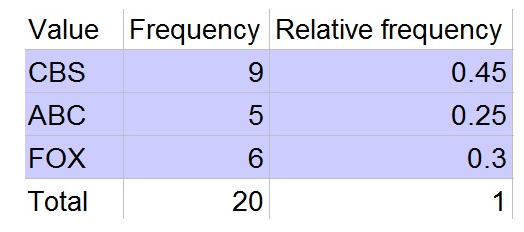 Value Frequency Relative frequency
CBS 9 0.45
ABC 5 0.25
FOX 6 0.3
Total 20 1